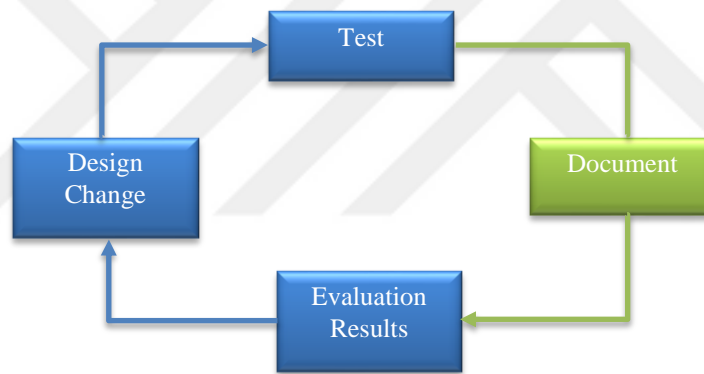 Test
Document
Evaluation
Results
Design
Change